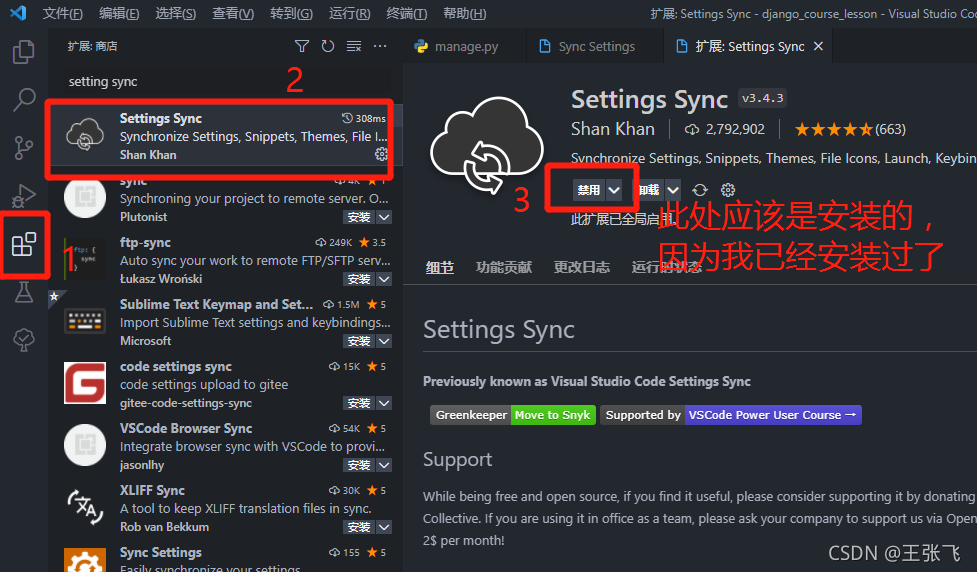 文件(F) 编辑(E) 选择(S) 查看(V) 转到(G) 运行(R) 终端(T) 帮助(H) 扩展: Settings Sync - django_course_lesson - Visual Studio Cod
扩展: 商店
manage.py
Sync Settings
扩展: Settings Sync
setting sync
2
Settings Sync 308ms
Synchronize Settings, Snippets, Themes, File I...
Shan Khan
sync 4K 1
Synchronizing your project to remote server. O...
Plutonist 安装
ftp-sync 249K 3.5
Auto sync your work to remote FTP/SFTP serv...
Łukasz Wroński 安装
1
ftp: {
sync
}
Sublime Text Keymap and Set... 1.5M 5
Import Sublime Text settings and keybindings...
Microsoft 安装
code settings sync 15K 5
code settings upload to gitee
gitee-code-settings-sync 安装
VSCode Browser Sync 54K 5
Integrate browser sync with VSCode to provi...
jasonlhy 安装
XLIFF Sync 30K 5
A tool to keep XLIFF translation files in sync.
Rob van Bekkum 安装
Sync Settings 155 5
Easily synchronize your settings
Settings Sync v3.4.3
Shan Khan 2,792,902 (663)
Synchronize Settings, Snippets, Themes, File Icons, Launch, Keybin
3
禁用 卸载
此扩展已全局启用。
此处应该是安装的，
因为我已经安装过了
细节 功能贡献 更改日志 运行时状态
Settings Sync
Previously known as Visual Studio Code Settings Sync
Greenkeeper Move to Snyk Supported by VSCode Power User Course →
Support
While being free and open source, if you find it useful, please consider supporting it by donating
Collective. If you are using it in office as a team, please ask your company to support us via Open
2$ per month!
CSDN @王张飞